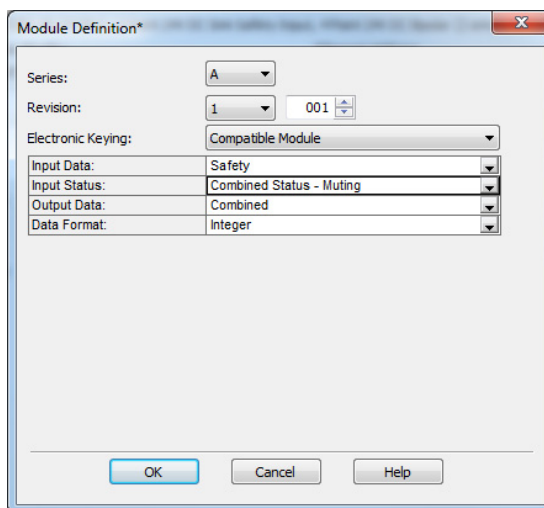 Module Definition*
Series: A
Revision: 1 001
Electronic Keying: Compatible Module
Input Data: Safety
Input Status: Combined Status - Muting
Output Data: Combined
Data Format: Integer
OK Cancel Help